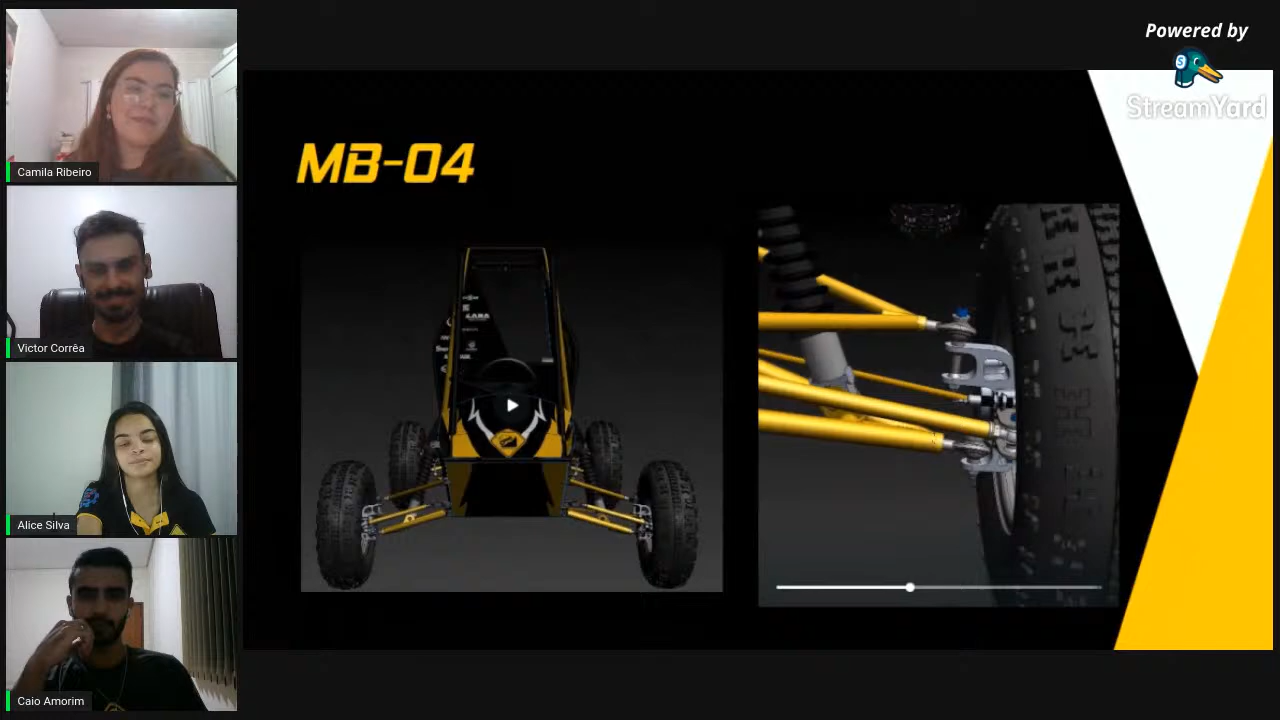 Powered by
StreamYard
MB-04
Camila Ribeiro
Victor Corrêa
Alice Silva
Caio Amorim